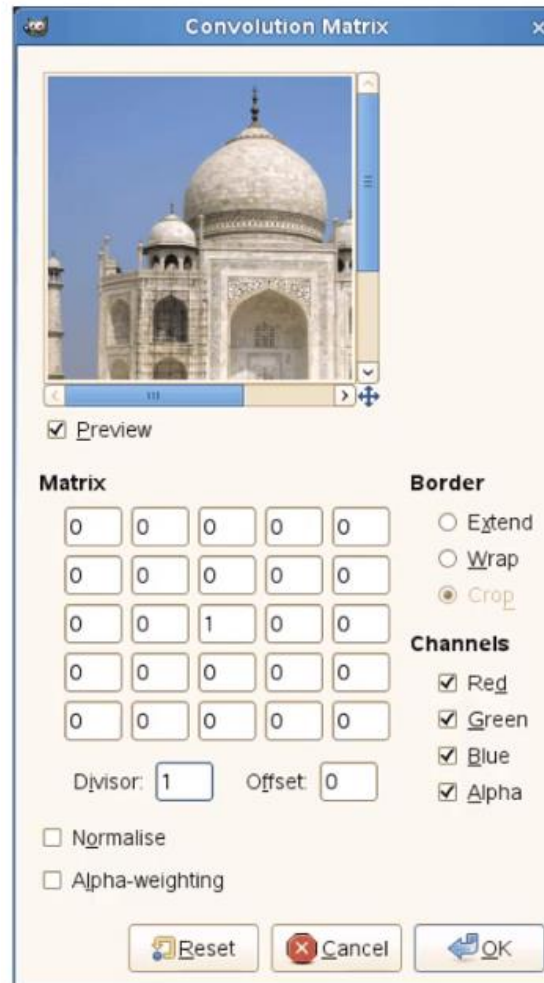 Convolution Matrix
Preview
Matrix
0 0 0 0 0
0 0 0 0 0
0 0 1 0 0
0 0 0 0 0
0 0 0 0 0
Divisor: 1 Offset: 0
Normalise
Alpha-weighting
Border
Extend
Wrap
Crop
Channels
Red
Green
Blue
Alpha
Reset Cancel OK